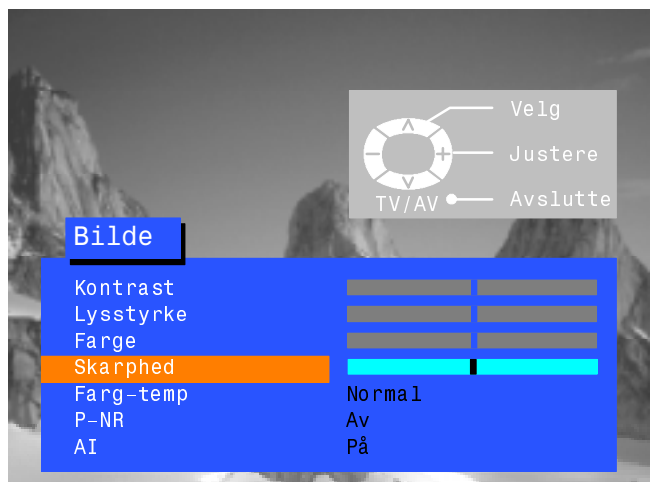 Velg
Justere
TV/AV Avslutte
Bilde
Kontrast
Lysstyrke
Farge
Skarphed
Farg-temp Normal
P-NR Av
AI På